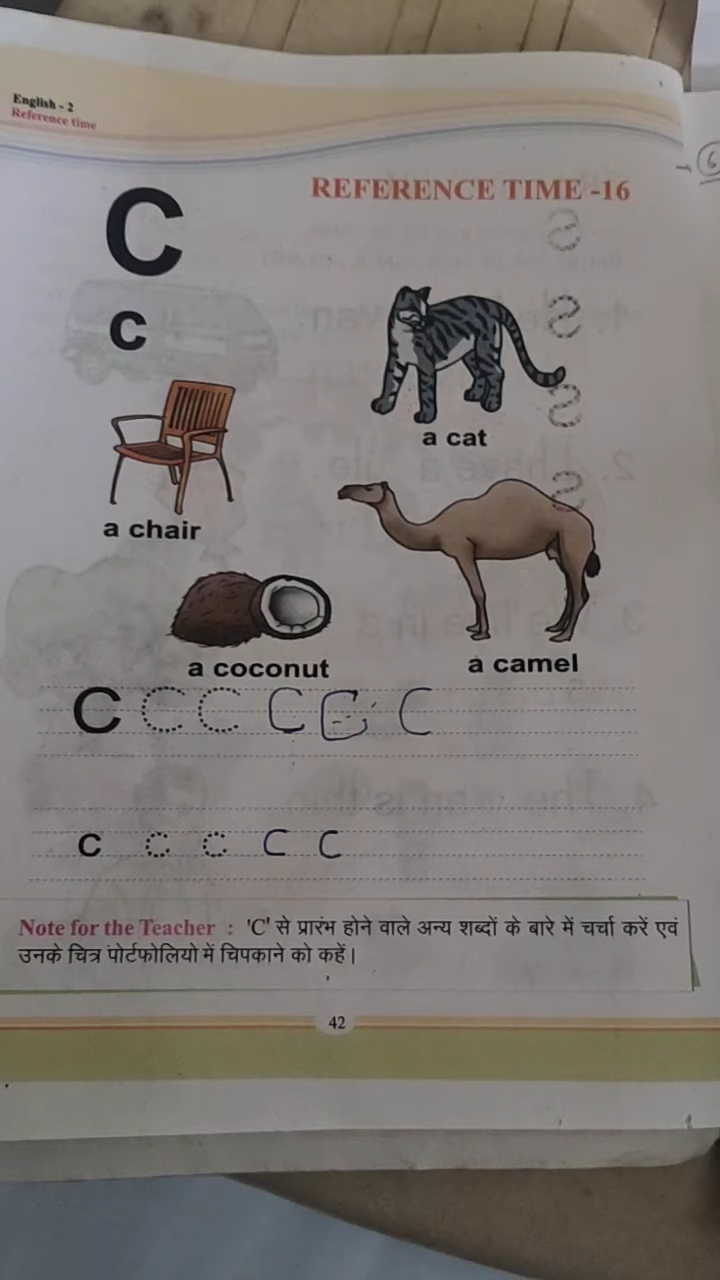 English - 2
Reference time
6
REFERENCE TIME -16
C
c
a cat
a chair
a coconut
a camel
C C C C C C
c c c c c
Note for the Teacher : 'C' से प्रारंभ होने वाले अन्य शब्दों के बारे में चर्चा करें एवं
उनके चित्र पोर्टफोलियो में चिपकाने को कहें।
42